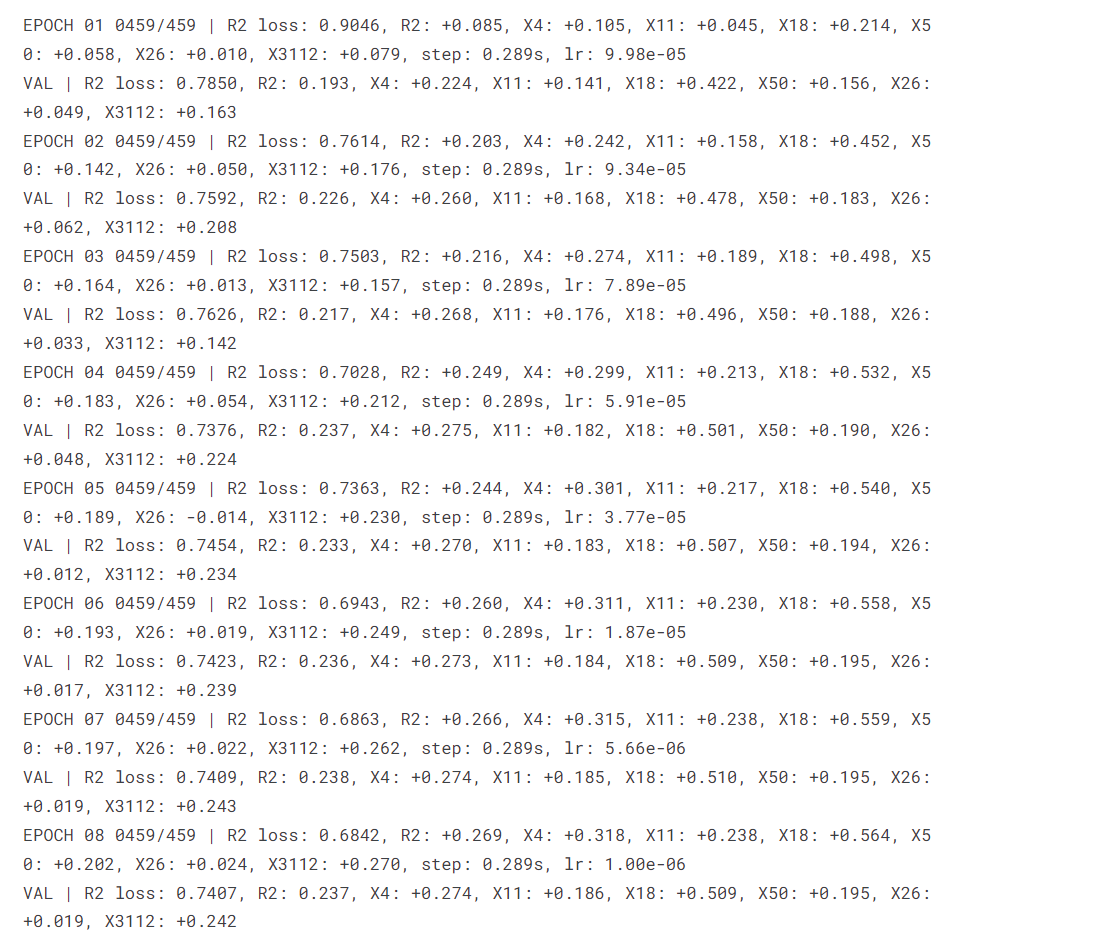 EPOCH 01 0459/459 | R2 loss: 0.9046, R2: +0.085, X4: +0.105, X11: +0.045, X18: +0.214, X5
0: +0.058, X26: +0.010, X3112: +0.079, step: 0.289s, lr: 9.98e-05
VAL | R2 loss: 0.7850, R2: 0.193, X4: +0.224, X11: +0.141, X18: +0.422, X50: +0.156, X26:
+0.049, X3112: +0.163
EPOCH 02 0459/459 | R2 loss: 0.7614, R2: +0.203, X4: +0.242, X11: +0.158, X18: +0.452, X5
0: +0.142, X26: +0.050, X3112: +0.176, step: 0.289s, lr: 9.34e-05
VAL | R2 loss: 0.7592, R2: 0.226, X4: +0.260, X11: +0.168, X18: +0.478, X50: +0.183, X26:
+0.062, X3112: +0.208
EPOCH 03 0459/459 | R2 loss: 0.7503, R2: +0.216, X4: +0.274, X11: +0.189, X18: +0.498, X5
0: +0.164, X26: +0.013, X3112: +0.157, step: 0.289s, lr: 7.89e-05
VAL | R2 loss: 0.7626, R2: 0.217, X4: +0.268, X11: +0.176, X18: +0.496, X50: +0.188, X26:
+0.033, X3112: +0.142
EPOCH 04 0459/459 | R2 loss: 0.7028, R2: +0.249, X4: +0.299, X11: +0.213, X18: +0.532, X5
0: +0.183, X26: +0.054, X3112: +0.212, step: 0.289s, lr: 5.91e-05
VAL | R2 loss: 0.7376, R2: 0.237, X4: +0.275, X11: +0.182, X18: +0.501, X50: +0.190, X26:
+0.048, X3112: +0.224
EPOCH 05 0459/459 | R2 loss: 0.7363, R2: +0.244, X4: +0.301, X11: +0.217, X18: +0.540, X5
0: +0.189, X26: -0.014, X3112: +0.230, step: 0.289s, lr: 3.77e-05
VAL | R2 loss: 0.7454, R2: 0.233, X4: +0.270, X11: +0.183, X18: +0.507, X50: +0.194, X26:
+0.012, X3112: +0.234
EPOCH 06 0459/459 | R2 loss: 0.6943, R2: +0.260, X4: +0.311, X11: +0.230, X18: +0.558, X5
0: +0.193, X26: +0.019, X3112: +0.249, step: 0.289s, lr: 1.87e-05
VAL | R2 loss: 0.7423, R2: 0.236, X4: +0.273, X11: +0.184, X18: +0.509, X50: +0.195, X26:
+0.017, X3112: +0.239
EPOCH 07 0459/459 | R2 loss: 0.6863, R2: +0.266, X4: +0.315, X11: +0.238, X18: +0.559, X5
0: +0.197, X26: +0.022, X3112: +0.262, step: 0.289s, lr: 5.66e-06
VAL | R2 loss: 0.7409, R2: 0.238, X4: +0.274, X11: +0.185, X18: +0.510, X50: +0.195, X26:
+0.019, X3112: +0.243
EPOCH 08 0459/459 | R2 loss: 0.6842, R2: +0.269, X4: +0.318, X11: +0.238, X18: +0.564, X5
0: +0.202, X26: +0.024, X3112: +0.270, step: 0.289s, lr: 1.00e-06
VAL | R2 loss: 0.7407, R2: 0.237, X4: +0.274, X11: +0.186, X18: +0.509, X50: +0.195, X26:
+0.019, X3112: +0.242